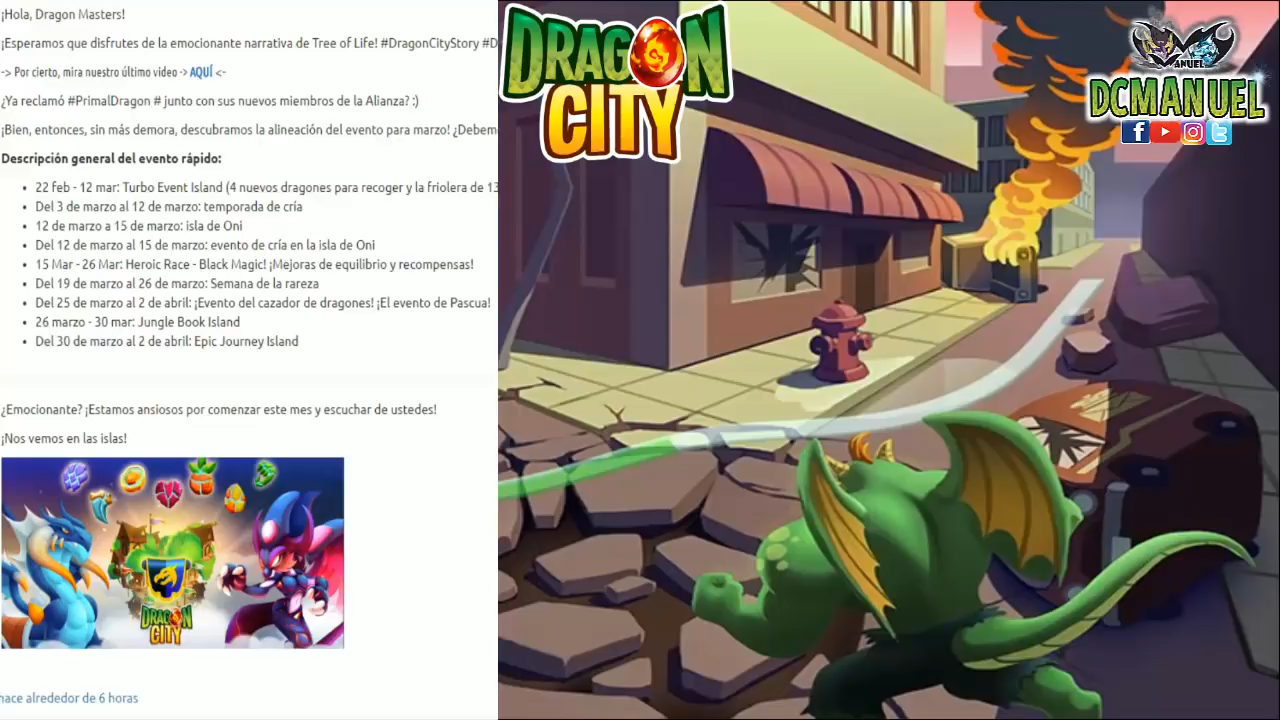 ¡Hola, Dragon Masters!
¡Esperamos que disfrutes de la emocionante narrativa de Tree of Life! #DragonCityStory #D
-> Por cierto, mira nuestro último video -> AQUÍ <-
¿Ya reclamó #PrimalDragon # junto con sus nuevos miembros de la Alianza? :)
¡Bien, entonces, sin más demora, descubramos la alineación del evento para marzo! ¿Debem
Descripción general del evento rápido:
• 22 feb - 12 mar: Turbo Event Island (4 nuevos dragones para recoger y la friolera de 13
• Del 3 de marzo al 12 de marzo: temporada de cría
• 12 de marzo a 15 de marzo: isla de Oni
• Del 12 de marzo al 15 de marzo: evento de cría en la isla de Oni
• 15 Mar - 26 Mar: Heroic Race - Black Magic! ¡Mejoras de equilibrio y recompensas!
• Del 19 de marzo al 26 de marzo: Semana de la rareza
• Del 25 de marzo al 2 de abril: ¡Evento del cazador de dragones! ¡El evento de Pascua!
• 26 marzo - 30 mar: Jungle Book Island
• Del 30 de marzo al 2 de abril: Epic Journey Island
¿Emocionante? ¡Estamos ansiosos por comenzar este mes y escuchar de ustedes!
¡Nos vemos en las islas!
DRAGON
CITY
hace alrededor de 6 horas
DRAGON
CITY
MANUEL
DCMANUEL